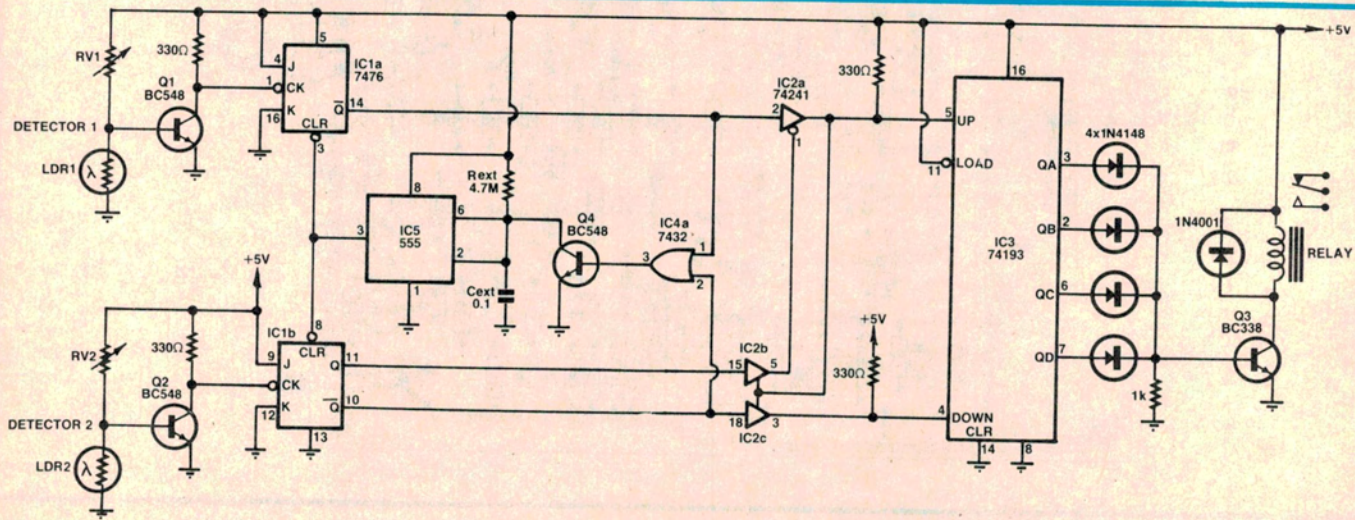 +5v
330Ω
RV1
Q1
BC548
DETECTOR 1
LDR1
λ
4
J
5
IC1a
7476
1
CK
16
K
Q
14
CLR
3
8
Rext
4.7M
3
IC5
555
6
2
1
Cext
0.1
Q4
BC548
3
IC4a
7432
1
2
IC2a
74241
2
1
330Ω
5
UP
16
LOAD
11
IC3
74193
QA
3
QB
2
QC
6
QD
7
4x1N4148
1N4001
RELAY
Q3
BC338
1k
+5V
RV2
330Ω
Q2
BC548
DETECTOR 2
LDR2
λ
IC1b
8
CLR
9
J
Q
11
CK
12
K
Q
10
13
IC2b
15
5
18
3
IC2c
+5V
330Ω
4
DOWN
CLR
14
8